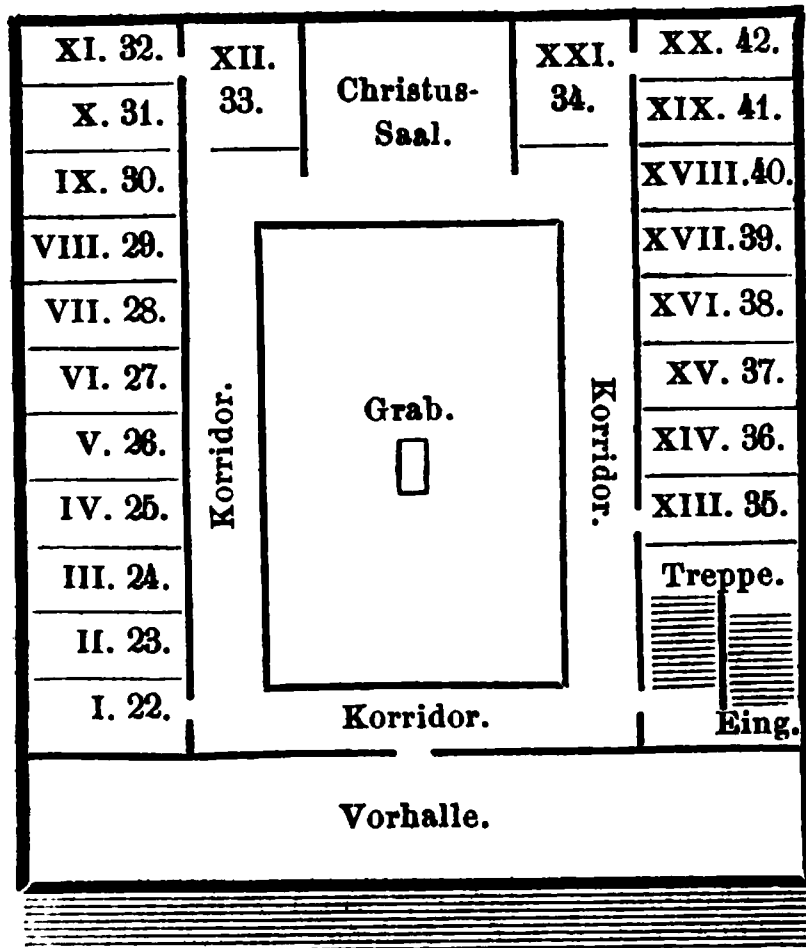 XI. 32.
X. 31.
IX. 30.
VIII. 29.
VII. 28.
VI. 27.
V. 26.
IV. 25.
III. 24.
II. 23.
I. 22.
XII.
33.
Christus-
Saal.
XXI.
34.
XX. 42.
XIX. 41.
XVIII. 40.
XVII. 39.
XVI. 38.
XV. 37.
XIV. 36.
XIII. 35.
Treppe.
Eing.
Korridor.
Grab.
Korridor.
Korridor.
Vorhalle.